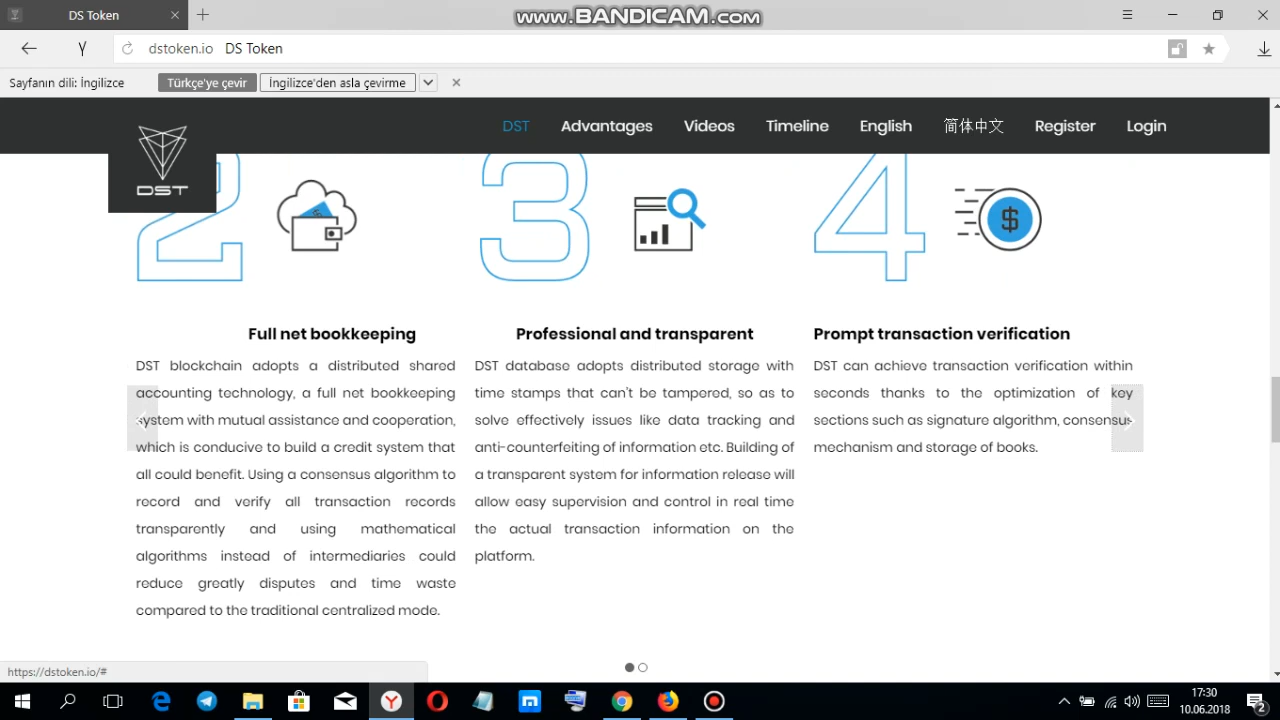 DS Token
www.BANDICAM.com
dstoken.io DS Token
Sayfanın dili: İngilizce Türkçe'ye çevir İngilizce'den asla çevirme
DST Advantages Videos Timeline English 简体中文 Register Login
DST
2 3 4
Full net bookkeeping
DST blockchain adopts a distributed shared
accounting technology, a full net bookkeeping
system with mutual assistance and cooperation,
which is conducive to build a credit system that
all could benefit. Using a consensus algorithm to
record and verify all transaction records
transparently and using mathematical
algorithms instead of intermediaries could
reduce greatly disputes and time waste
compared to the traditional centralized mode.
Professional and transparent
DST database adopts distributed storage with
time stamps that can't be tampered, so as to
solve effectively issues like data tracking and
anti-counterfeiting of information etc. Building of
a transparent system for information release will
allow easy supervision and control in real time
the actual transaction information on the
platform.
Prompt transaction verification
DST can achieve transaction verification within
seconds thanks to the optimization of key
sections such as signature algorithm, consensus
mechanism and storage of books.
https://dstoken.io/#
17:30
10.06.2018
2